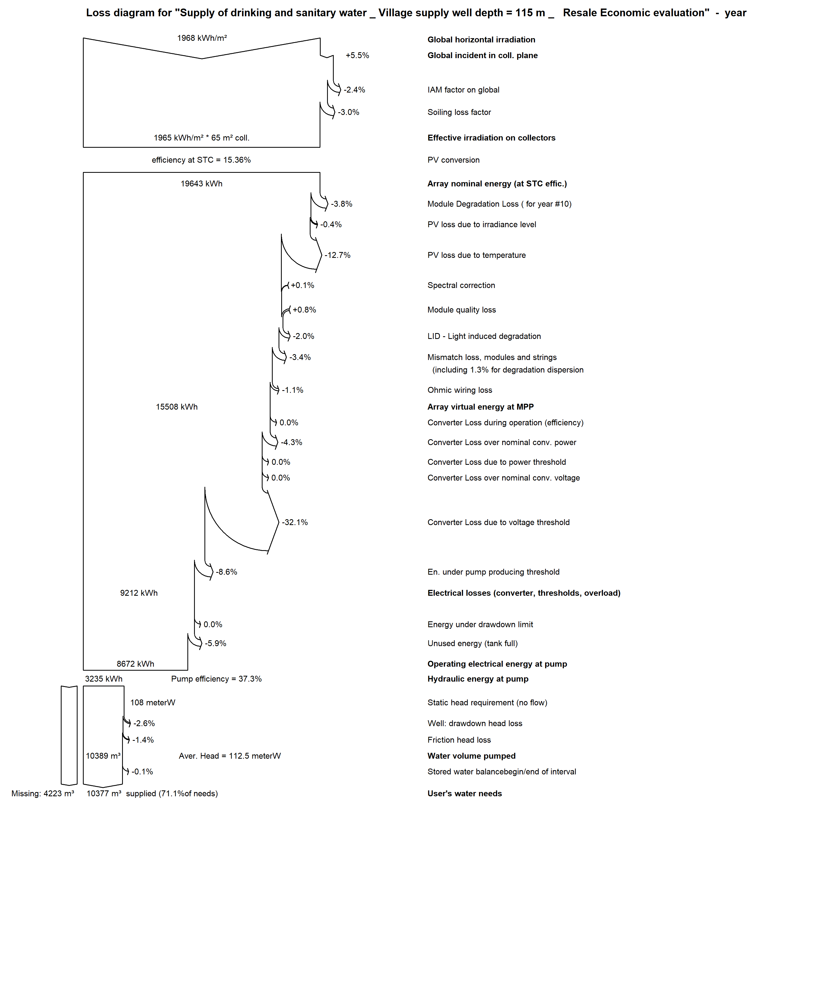 Loss diagram for "Supply of drinking and sanitary water _ Village supply well depth = 115 m _   Resale Economic evaluation"  -  year
1968 kWh/m² Global horizontal irradiation
+5.5% Global incident in coll. plane
-2.4% IAM factor on global
-3.0% Soiling loss factor
1965 kWh/m² * 65 m² coll. Effective irradiation on collectors
efficiency at STC = 15.36% PV conversion
19643 kWh Array nominal energy (at STC effic.)
-3.8% Module Degradation Loss ( for year #10)
-0.4% PV loss due to irradiance level
-12.7% PV loss due to temperature
+0.1% Spectral correction
+0.8% Module quality loss
-2.0% LID - Light induced degradation
-3.4% Mismatch loss, modules and strings
(including 1.3% for degradation dispersion
-1.1% Ohmic wiring loss
15508 kWh Array virtual energy at MPP
0.0% Converter Loss during operation (efficiency)
-4.3% Converter Loss over nominal conv. power
0.0% Converter Loss due to power threshold
0.0% Converter Loss over nominal conv. voltage
-32.1% Converter Loss due to voltage threshold
-8.6% En. under pump producing threshold
9212 kWh Electrical losses (converter, thresholds, overload)
0.0% Energy under drawdown limit
-5.9% Unused energy (tank full)
8672 kWh Operating electrical energy at pump
3235 kWh Pump efficiency = 37.3% Hydraulic energy at pump
108 meterW Static head requirement (no flow)
-2.6% Well: drawdown head loss
-1.4% Friction head loss
10389 m³ Aver. Head = 112.5 meterW Water volume pumped
-0.1% Stored water balancebegin/end of interval
Missing: 4223 m³ 10377 m³  supplied (71.1%of needs) User's water needs